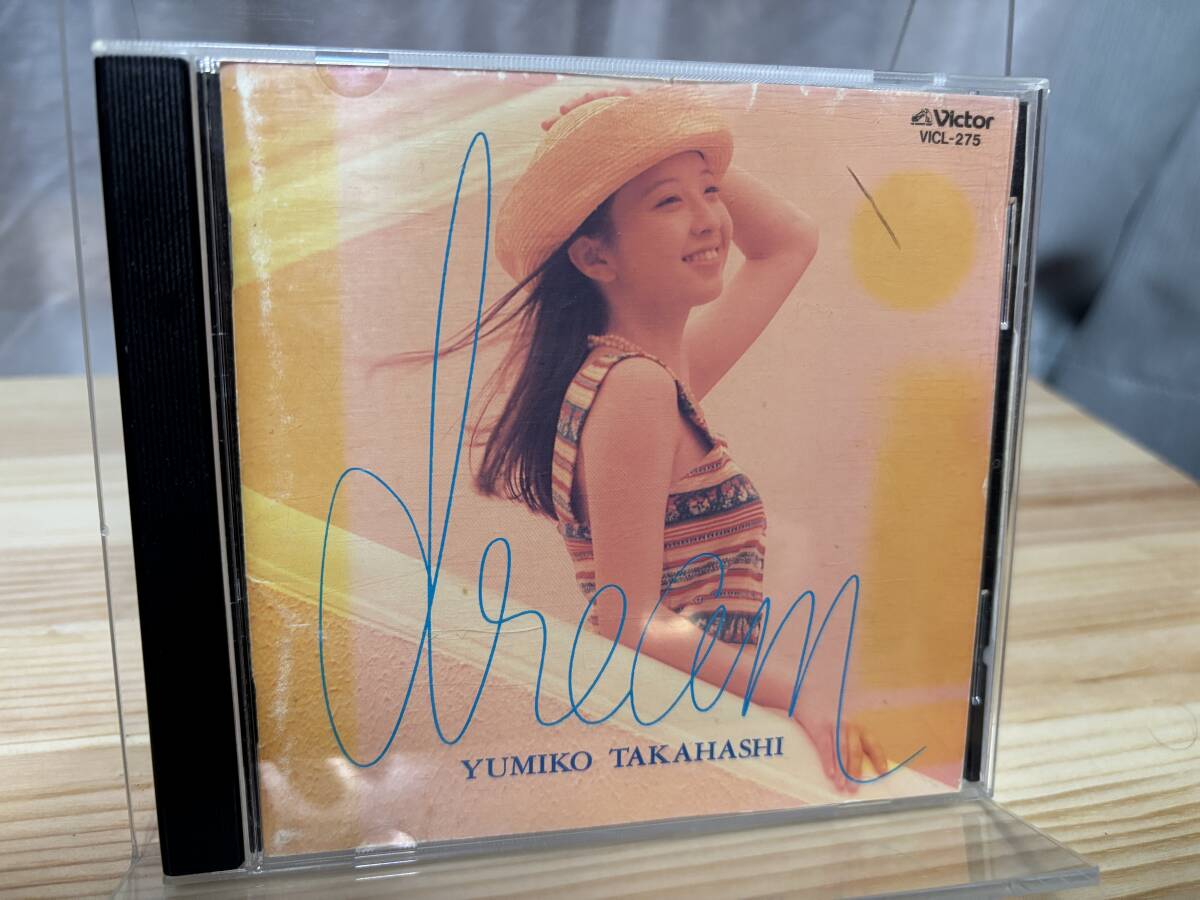 Victor
VICL-275
dream
YUMIKO TAKAHASHI